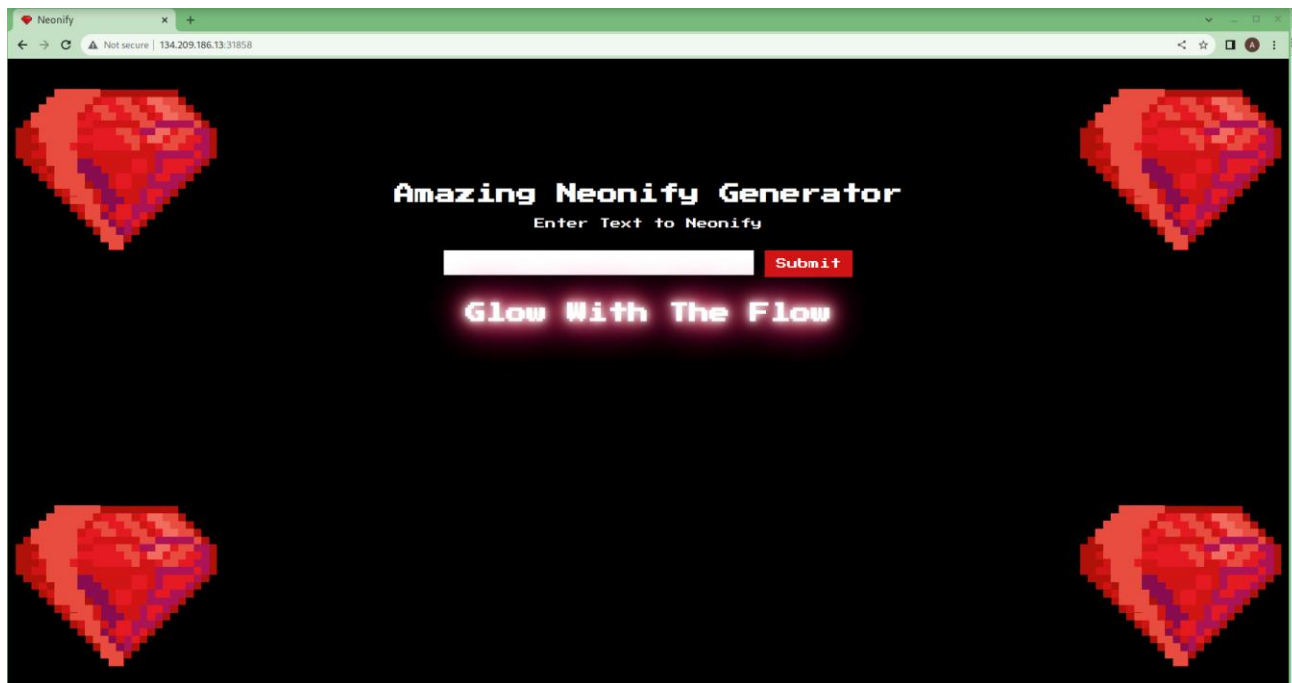 Neonify
Not secure | 134.209.186.13:31858
A
Amazing Neonify Generator
Enter Text to Neonify
Submit
Glow With The Flow